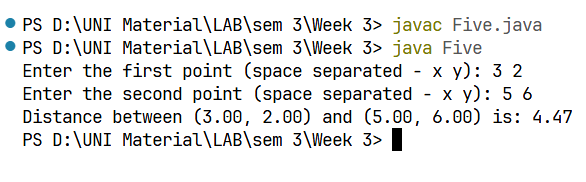 PS D:\UNI Material\LAB\sem 3\Week 3> javac Five.java
PS D:\UNI Material\LAB\sem 3\Week 3> java Five
Enter the first point (space separated - x y): 3 2
Enter the second point (space separated - x y): 5 6
Distance between (3.00, 2.00) and (5.00, 6.00) is: 4.47
PS D:\UNI Material\LAB\sem 3\Week 3>